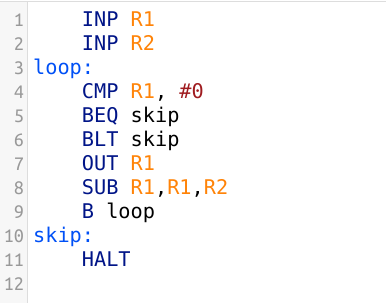 1 INP R1
2 INP R2
3 loop:
4 CMP R1, #0
5 BEQ skip
6 BLT skip
7 OUT R1
8 SUB R1,R1,R2
9 B loop
10 skip:
11 HALT
12